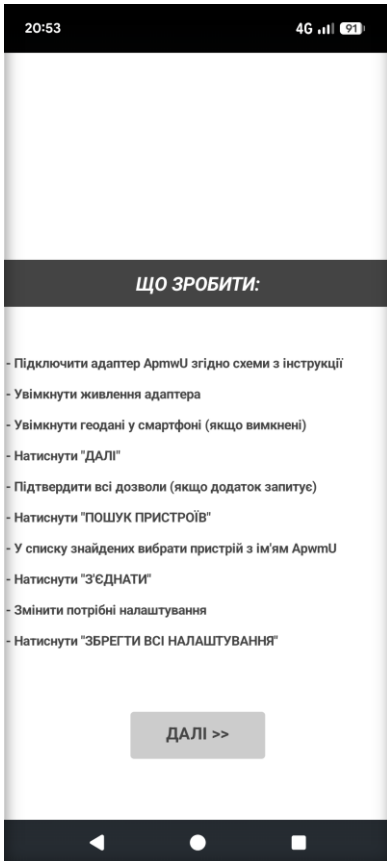 20:53
4G 91
ЩО ЗРОБИТИ:
- Підключити адаптер ApmwU згідно схеми з інструкції
- Увімкнути живлення адаптера
- Увімкнути геодані у смартфоні (якщо вимкнені)
- Натиснути "ДАЛІ"
- Підтвердити всі дозволи (якщо додаток запитує)
- Натиснути "ПОШУК ПРИСТРОЇВ"
- У списку знайдених вибрати пристрій з ім'ям ApwmU
- Натиснути "З'ЄДНАТИ"
- Змінити потрібні налаштування
- Натиснути "ЗБРЕГТИ ВСІ НАЛАШТУВАННЯ"
ДАЛІ >>